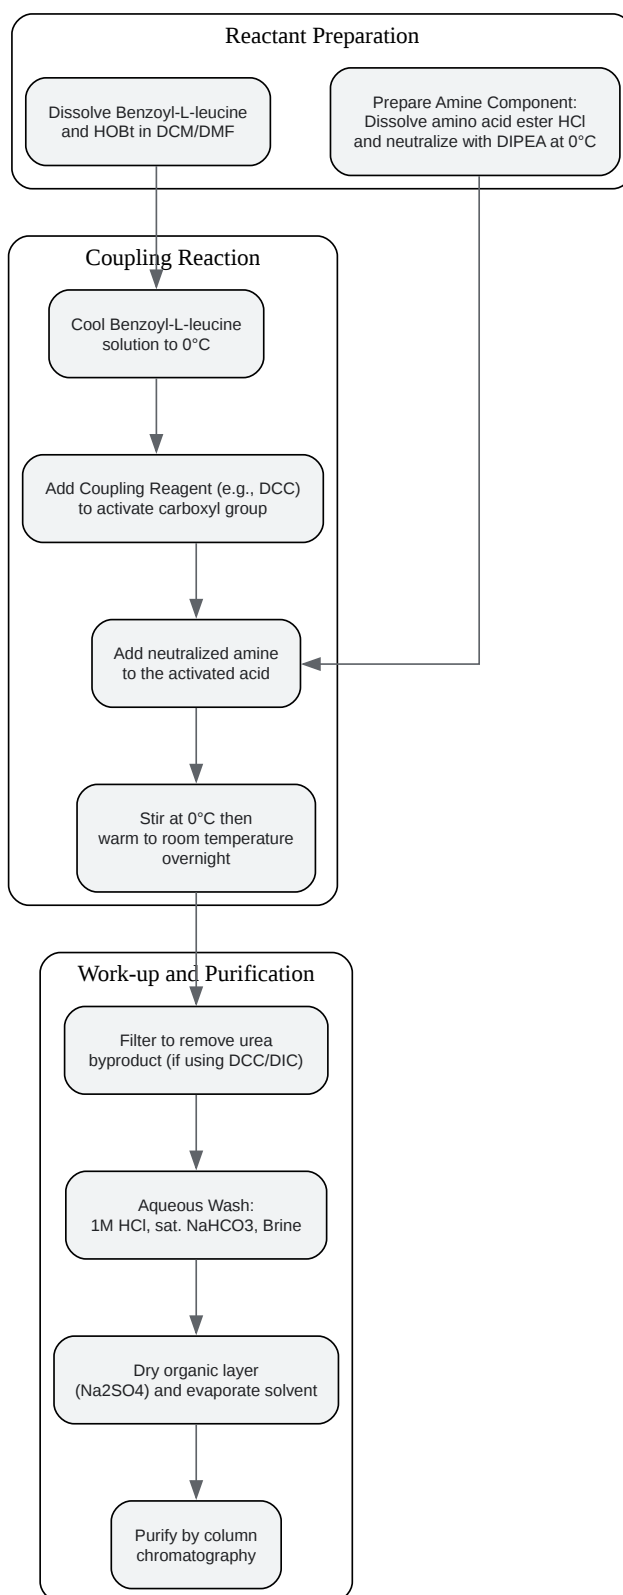 Reactant Preparation
Dissolve Benzoyl-L-leucine
and HOBt in DCM/DMF
Prepare Amine Component:
Dissolve amino acid ester HCl
and neutralize with DIPEA at 0°C
Coupling Reaction
Cool Benzoyl-L-leucine
solution to 0°C
Add Coupling Reagent (e.g., DCC)
to activate carboxyl group
Add neutralized amine
to the activated acid
Stir at 0°C then
warm to room temperature
overnight
Work-up and Purification
Filter to remove urea
byproduct (if using DCC/DIC)
Aqueous Wash:
1M HCl, sat. NaHCO3, Brine
Dry organic layer
(Na2SO4) and evaporate solvent
Purify by column
chromatography